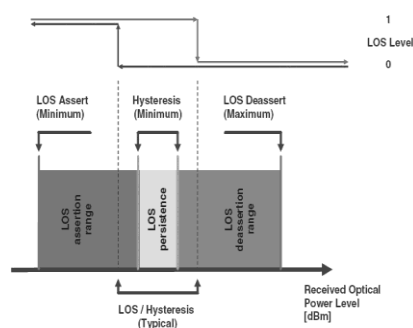 1
LOS Level
0
LOS Assert
(Minimum)
Hysteresis
(Minimum)
LOS Deassert
(Maximum)
LOS
assertion
range
LOS
persistence
LOS
deassertion
range
Received Optical
Power Level
[dBm]
LOS / Hysteresis
(Typical)